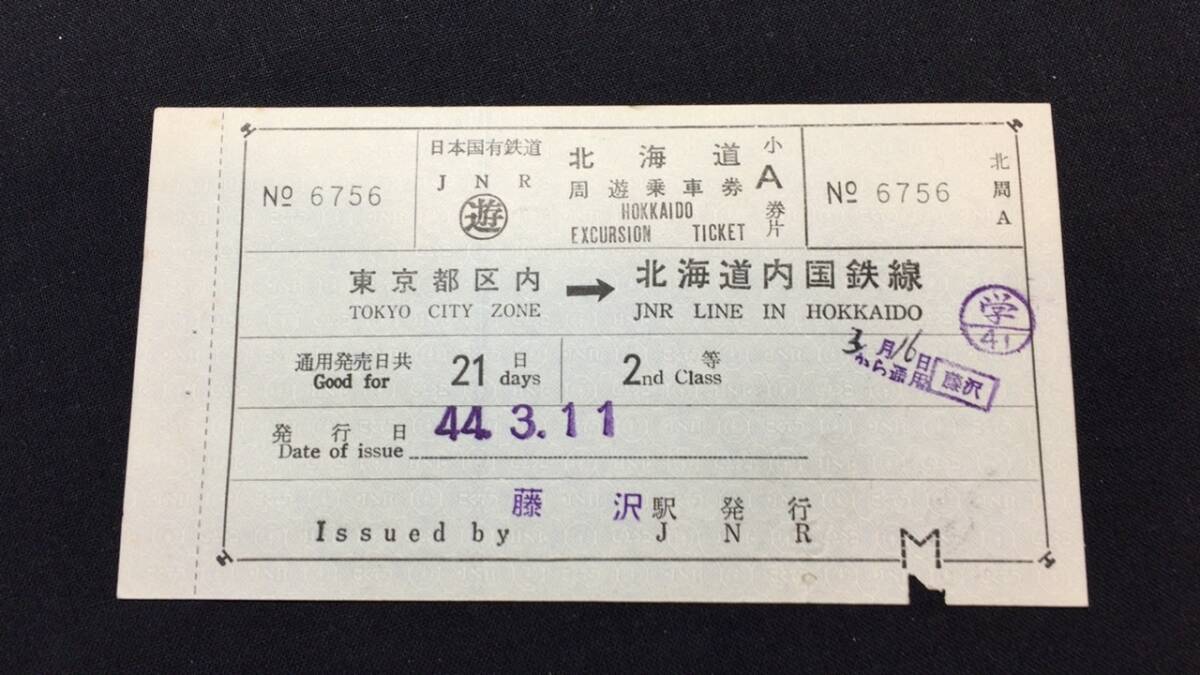 No 6756
日本国有鉄道
J N R
遊
北海道
周遊乗車券
HOKKAIDO
EXCURSION TICKET
小
A
券片
No 6756
北周A
東京都区内 → 北海道内国鉄線
TOKYO CITY ZONE JNR LINE IN HOKKAIDO
学
41
3月16日
から通用 藤沢
通用発売日共 21日 2等
Good for days 2nd Class
発行日 44.3.11
Date of issue
藤沢駅発行
Issued by J N R
M